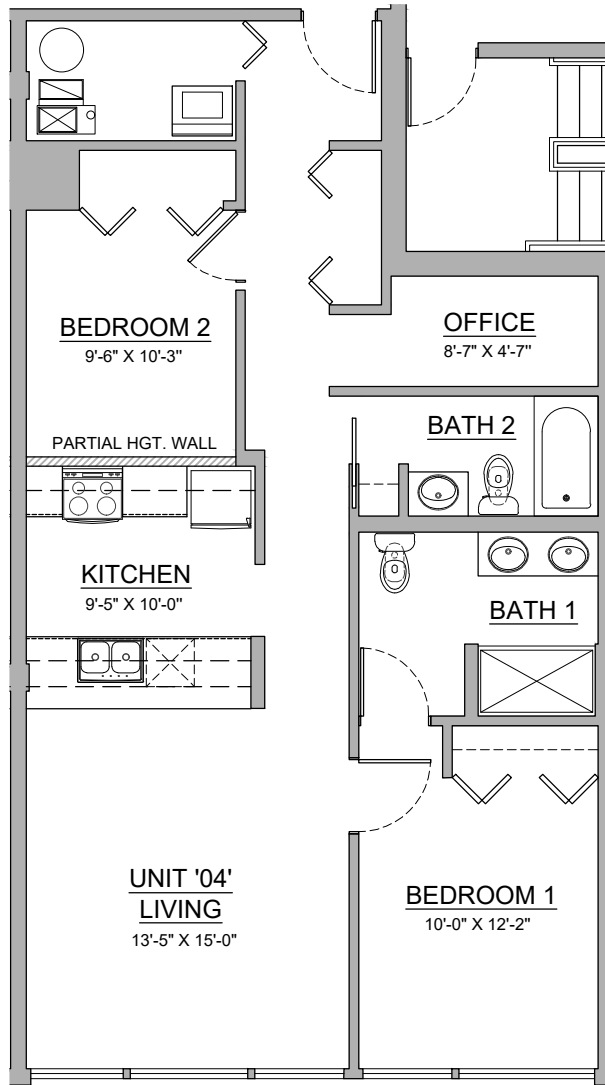 BEDROOM 2
9'-6" X 10'-3"
OFFICE
8'-7" X 4'-7"
PARTIAL HGT. WALL
BATH 2
KITCHEN
9'-5" X 10'-0"
BATH 1
UNIT '04'
LIVING
13'-5" X 15'-0"
BEDROOM 1
10'-0" X 12'-2"